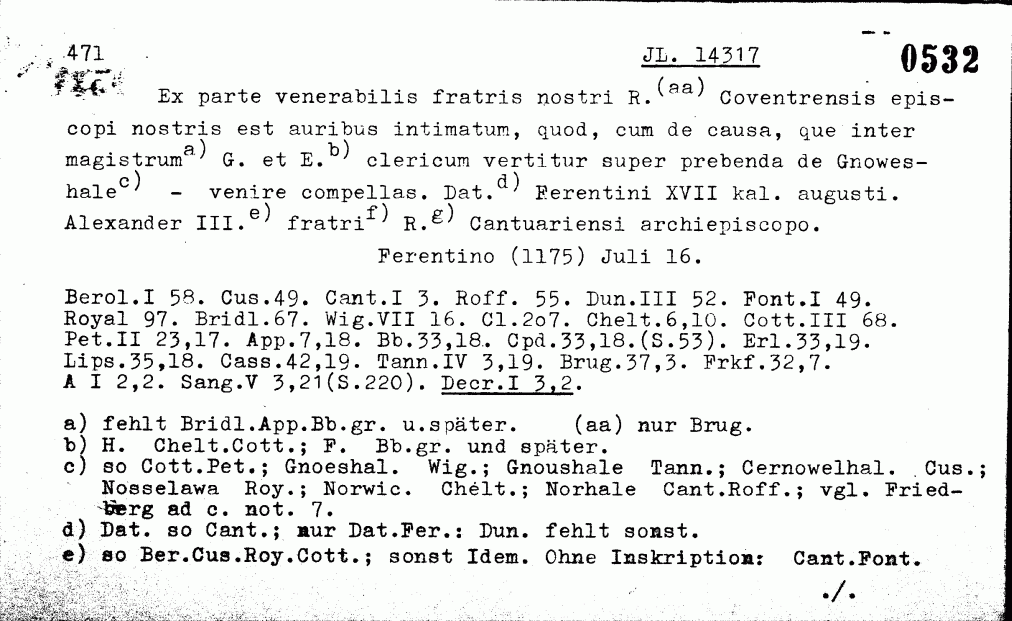 471 JL. 14317 0532
Ex parte venerabilis fratris nostri R.(aa) Coventrensis epis-
copi nostris est auribus intimatum, quod, cum de causa, que inter
magistrum a) G. et E. b) clericum vertitur super prebenda de Gnowes-
hale c) – venire compellas. Dat. d) Ferentini XVII kal. augusti.
Alexander III. e) fratri f) R. g) Cantuariensi archiepiscopo.
Ferentino (1175) Juli 16.
Berol.I 58. Cus.49. Cant.I 3. Roff. 55. Dun.III 52. Font.I 49.
Royal 97. Bridl.67. Wig.VII 16. Cl.2o7. Chelt.6,10. Cott.III 68.
Pet.II 23,17. App.7,18. Bb.33,18. Cpd.33,18.(S.53). Erl.33,19.
Lips.35,18. Cass.42,19. Tann.IV 3,19. Brug.37,3. Frkf.32,7.
A I 2,2. Sang.V 3,21(S.220). Decr.I 3,2.
a) fehlt Bridl.App.Bb.gr. u.später. (aa) nur Brug.
b) H. Chelt.Cott.; F. Bb.gr. und später.
c) so Cott.Pet.; Gnoeshal. Wig.; Gnoushale Tann.; Cernowelhal. Cus.;
Nosselawa Roy.; Norwic. Chelt.; Norhale Cant.Roff.; vgl. Fried-
berg ad c. not. 7.
d) Dat. so Cant.; nur Dat.Fer.: Dun. fehlt sonst.
e) so Ber.Cus.Roy.Cott.; sonst Idem. Ohne Inskription: Cant.Font.
./.